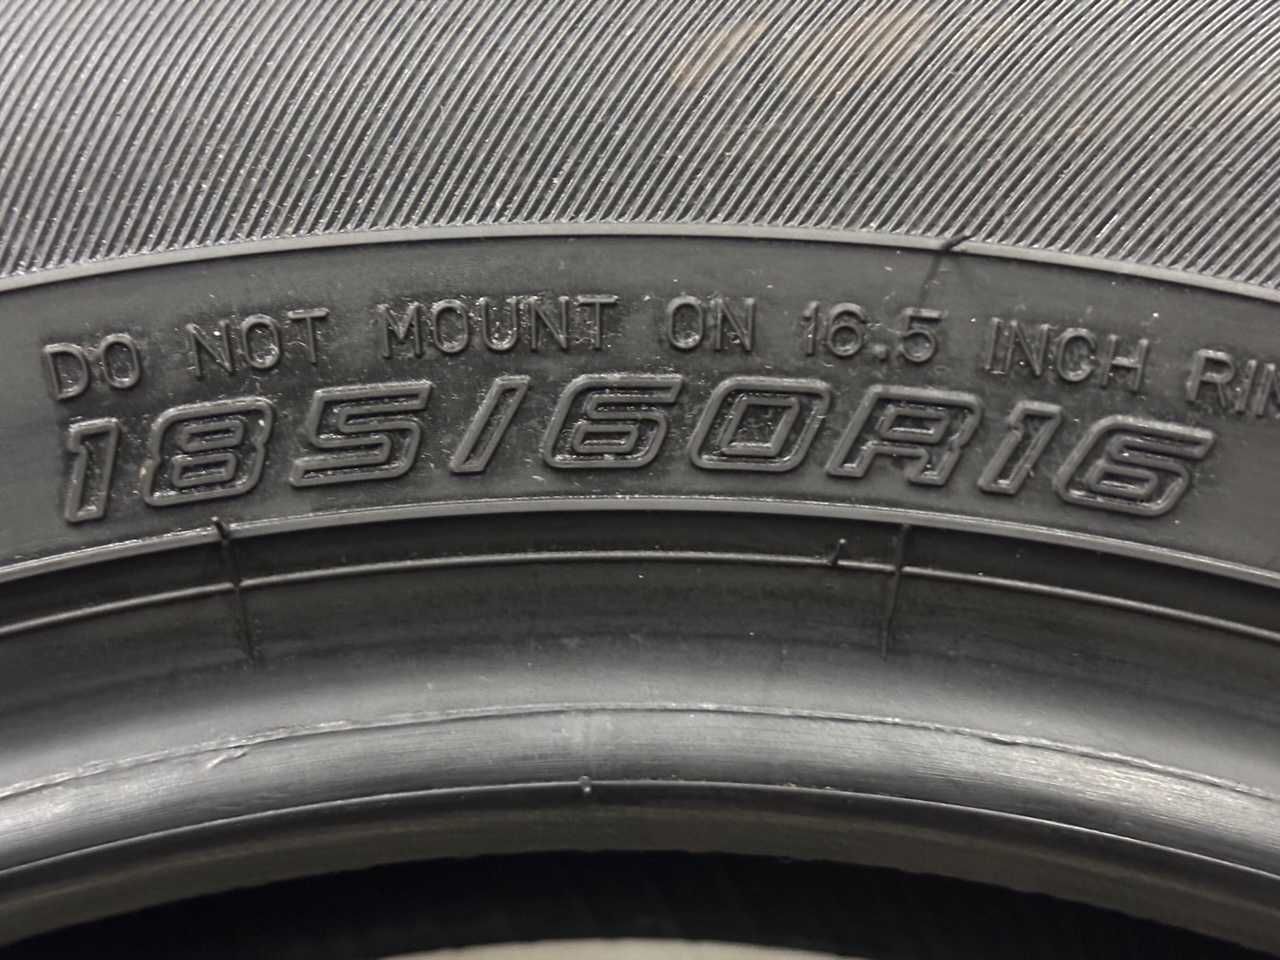 DO NOT MOUNT ON 16.5 INCH
185/60R16